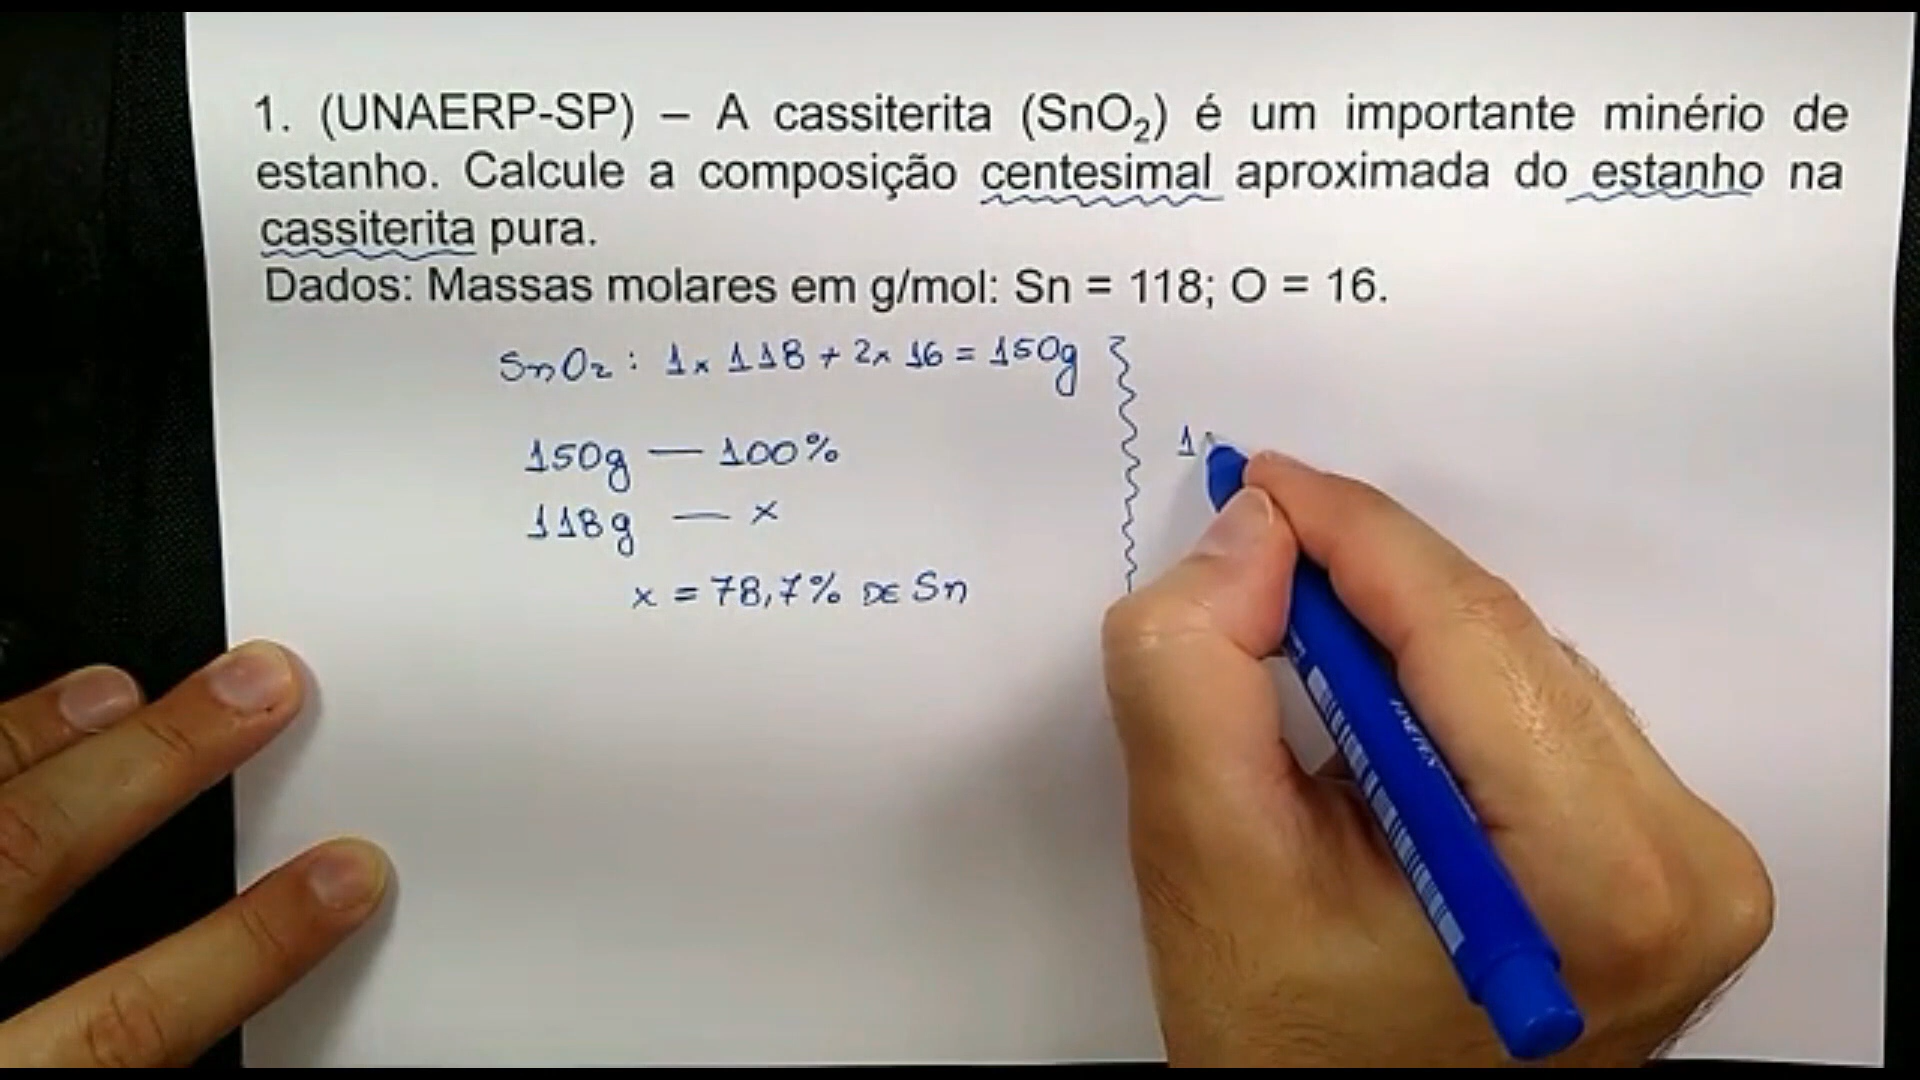 1. (UNAERP-SP) – A cassiterita (SnO₂) é um importante minério de
estanho. Calcule a composição centesimal aproximada do estanho na
cassiterita pura.
Dados: Massas molares em g/mol: Sn = 118; O = 16.
SnO₂ : 1 x 118 + 2 x 16 = 150g
150g — 100%
118g — x
x = 78,7% DE Sn
1